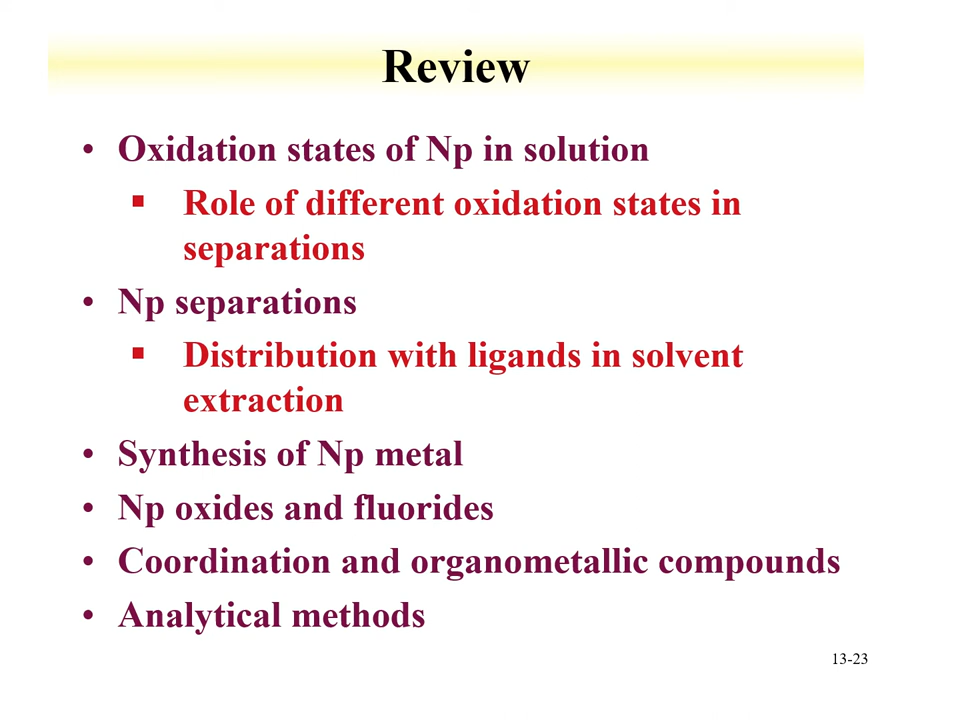 Review
• Oxidation states of Np in solution
▪ Role of different oxidation states in
separations
• Np separations
▪ Distribution with ligands in solvent
extraction
• Synthesis of Np metal
• Np oxides and fluorides
• Coordination and organometallic compounds
• Analytical methods
13-23